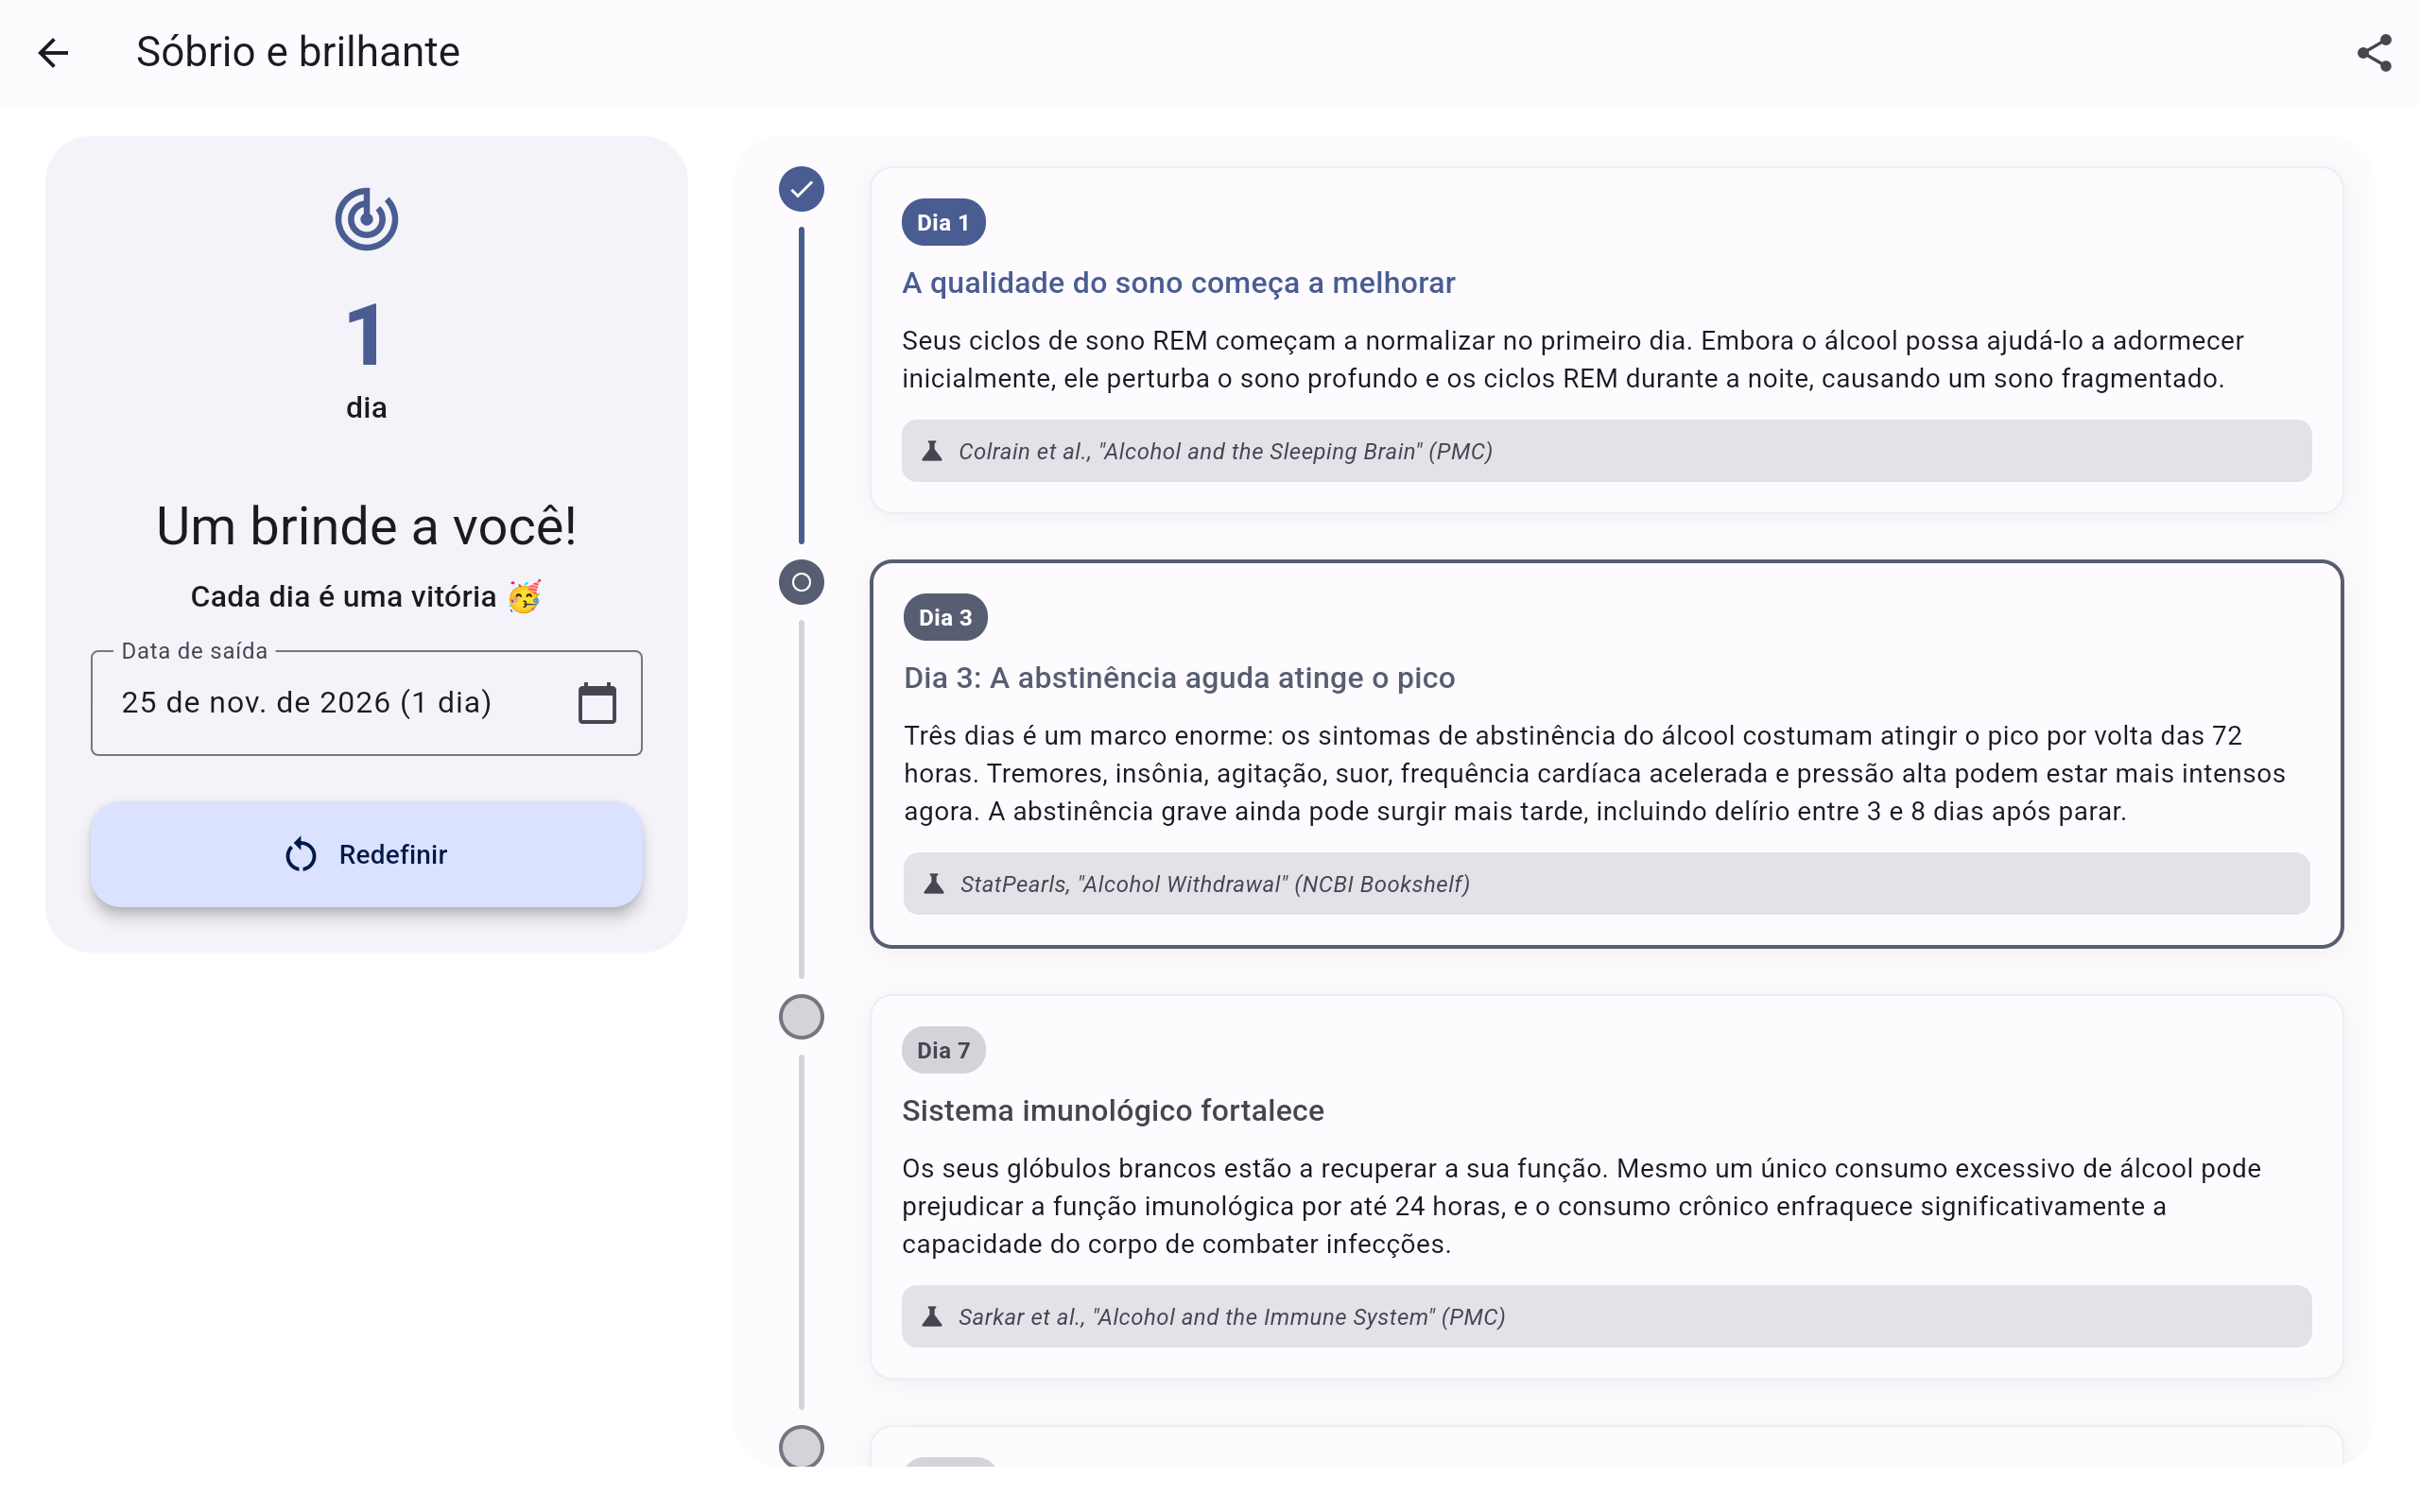 Sóbrio e brilhante
1
dia
Um brinde a você!
Cada dia é uma vitória 🥳
Data de saída
25 de nov. de 2026 (1 dia)
Redefinir
Dia 1
A qualidade do sono começa a melhorar
Seus ciclos de sono REM começam a normalizar no primeiro dia. Embora o álcool possa ajudá-lo a adormecer
inicialmente, ele perturba o sono profundo e os ciclos REM durante a noite, causando um sono fragmentado.
Colrain et al., "Alcohol and the Sleeping Brain" (PMC)
Dia 3
Dia 3: A abstinência aguda atinge o pico
Três dias é um marco enorme: os sintomas de abstinência do álcool costumam atingir o pico por volta das 72
horas. Tremores, insônia, agitação, suor, frequência cardíaca acelerada e pressão alta podem estar mais intensos
agora. A abstinência grave ainda pode surgir mais tarde, incluindo delírio entre 3 e 8 dias após parar.
StatPearls, "Alcohol Withdrawal" (NCBI Bookshelf)
Dia 7
Sistema imunológico fortalece
Os seus glóbulos brancos estão a recuperar a sua função. Mesmo um único consumo excessivo de álcool pode
prejudicar a função imunológica por até 24 horas, e o consumo crônico enfraquece significativamente a
capacidade do corpo de combater infecções.
Sarkar et al., "Alcohol and the Immune System" (PMC)